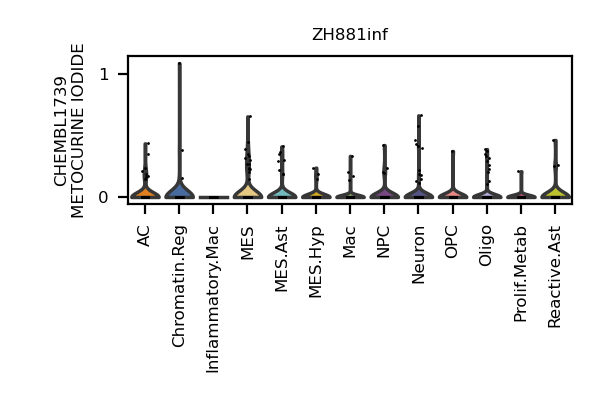 ZH881inf
CHEMBL1739
METOCURINE IODIDE
1
0
AC
Chromatin.Reg
Inflammatory.Mac
MES
MES.Ast
MES.Hyp
Mac
NPC
Neuron
OPC
Oligo
Prolif.Metab
Reactive.Ast